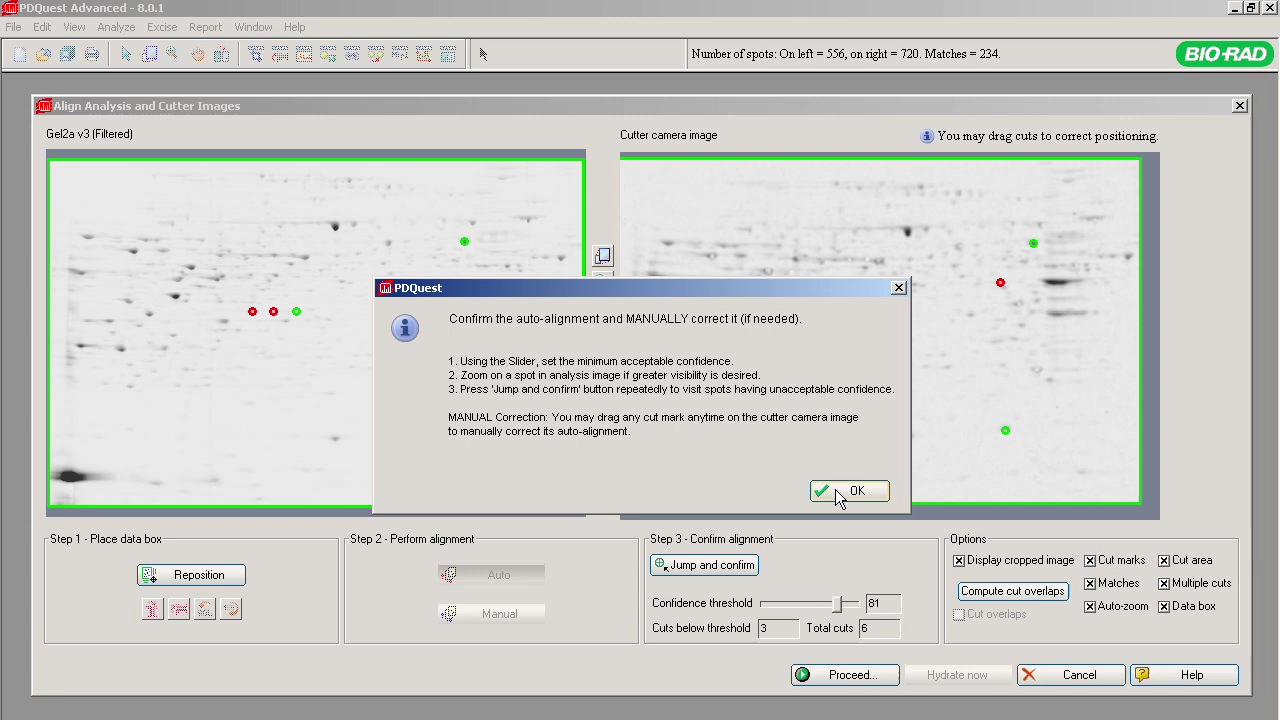 PDQuest Advanced - 8.0.1
File Edit View Analyze Excise Report Window Help
Number of spots: On left = 556, on right = 720. Matches = 234.
BIO-RAD
Align Analysis and Cutter Images
Gel2a v3 (Filtered)
Cutter camera image
You may drag cuts to correct positioning.
PDQuest
Confirm the auto-alignment and MANUALLY correct it (if needed).
1. Using the Slider, set the minimum acceptable confidence.
2. Zoom on a spot in analysis image if greater visibility is desired.
3. Press 'Jump and confirm' button repeatedly to visit spots having unacceptable confidence.
MANUAL Correction: You may drag any cut mark anytime on the cutter camera image
to manually correct its auto-alignment.
OK
Step 1 - Place data box
Reposition
Step 2 - Perform alignment
Auto
Manual
Step 3 - Confirm alignment
Jump and confirm
Confidence threshold 81
Cuts below threshold 3 Total cuts 6
Options
Display cropped image Cut marks Cut area
Compute cut overlaps Matches Multiple cuts
Cut overlaps Auto-zoom Data box
Proceed... Hydrate now Cancel Help